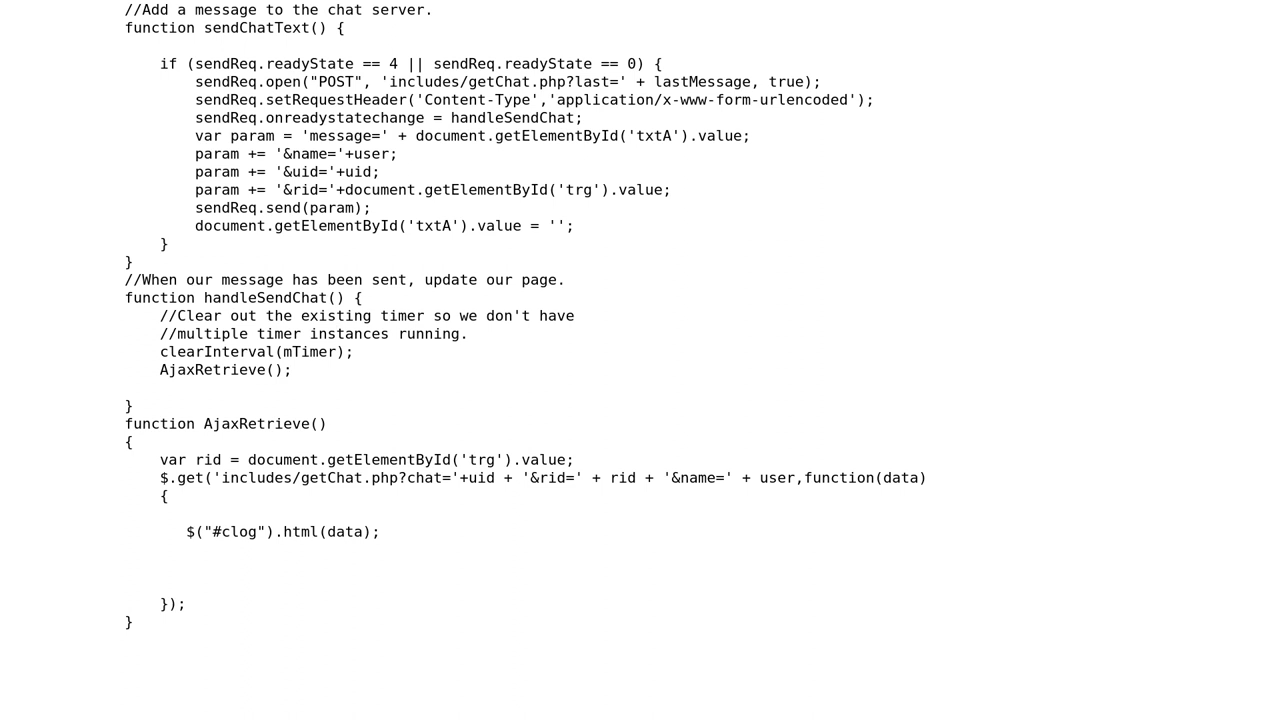 //Add a message to the chat server.
function sendChatText() {
if (sendReq.readyState == 4 || sendReq.readyState == 0) {
sendReq.open("POST", 'includes/getChat.php?last=' + lastMessage, true);
sendReq.setRequestHeader('Content-Type','application/x-www-form-urlencoded');
sendReq.onreadystatechange = handleSendChat;
var param = 'message=' + document.getElementById('txtA').value;
param += '&name='+user;
param += '&uid='+uid;
param += '&rid='+document.getElementById('trg').value;
sendReq.send(param);
document.getElementById('txtA').value = '';
}
}
//When our message has been sent, update our page.
function handleSendChat() {
//Clear out the existing timer so we don't have
//multiple timer instances running.
clearInterval(mTimer);
AjaxRetrieve();
}
function AjaxRetrieve()
{
var rid = document.getElementById('trg').value;
$.get('includes/getChat.php?chat='+uid + '&rid=' + rid + '&name=' + user,function(data)
{
$("#clog").html(data);
});
}